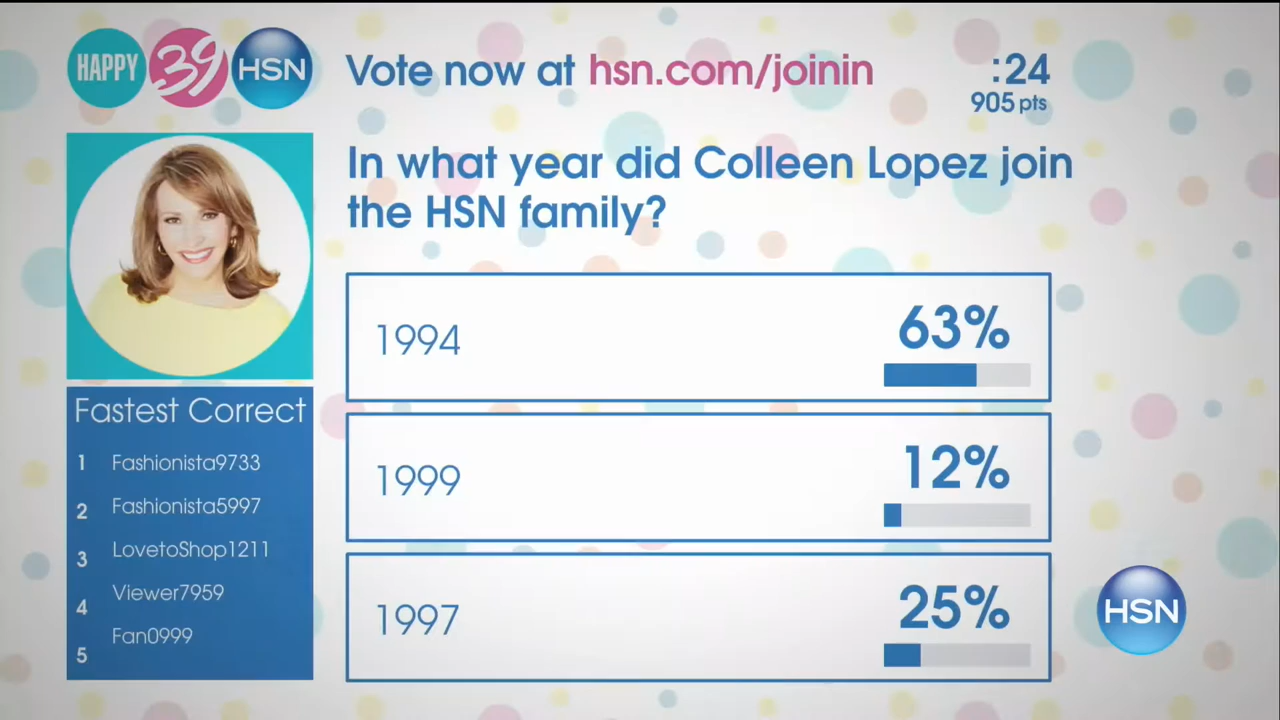 HAPPY 39 HSN
Vote now at hsn.com/joinin
:24
905 pts
In what year did Colleen Lopez join
the HSN family?
1994 63%
1999 12%
1997 25%
Fastest Correct
1 Fashionista9733
2 Fashionista5997
3 LovetoShop1211
4 Viewer7959
5 Fan0999
HSN